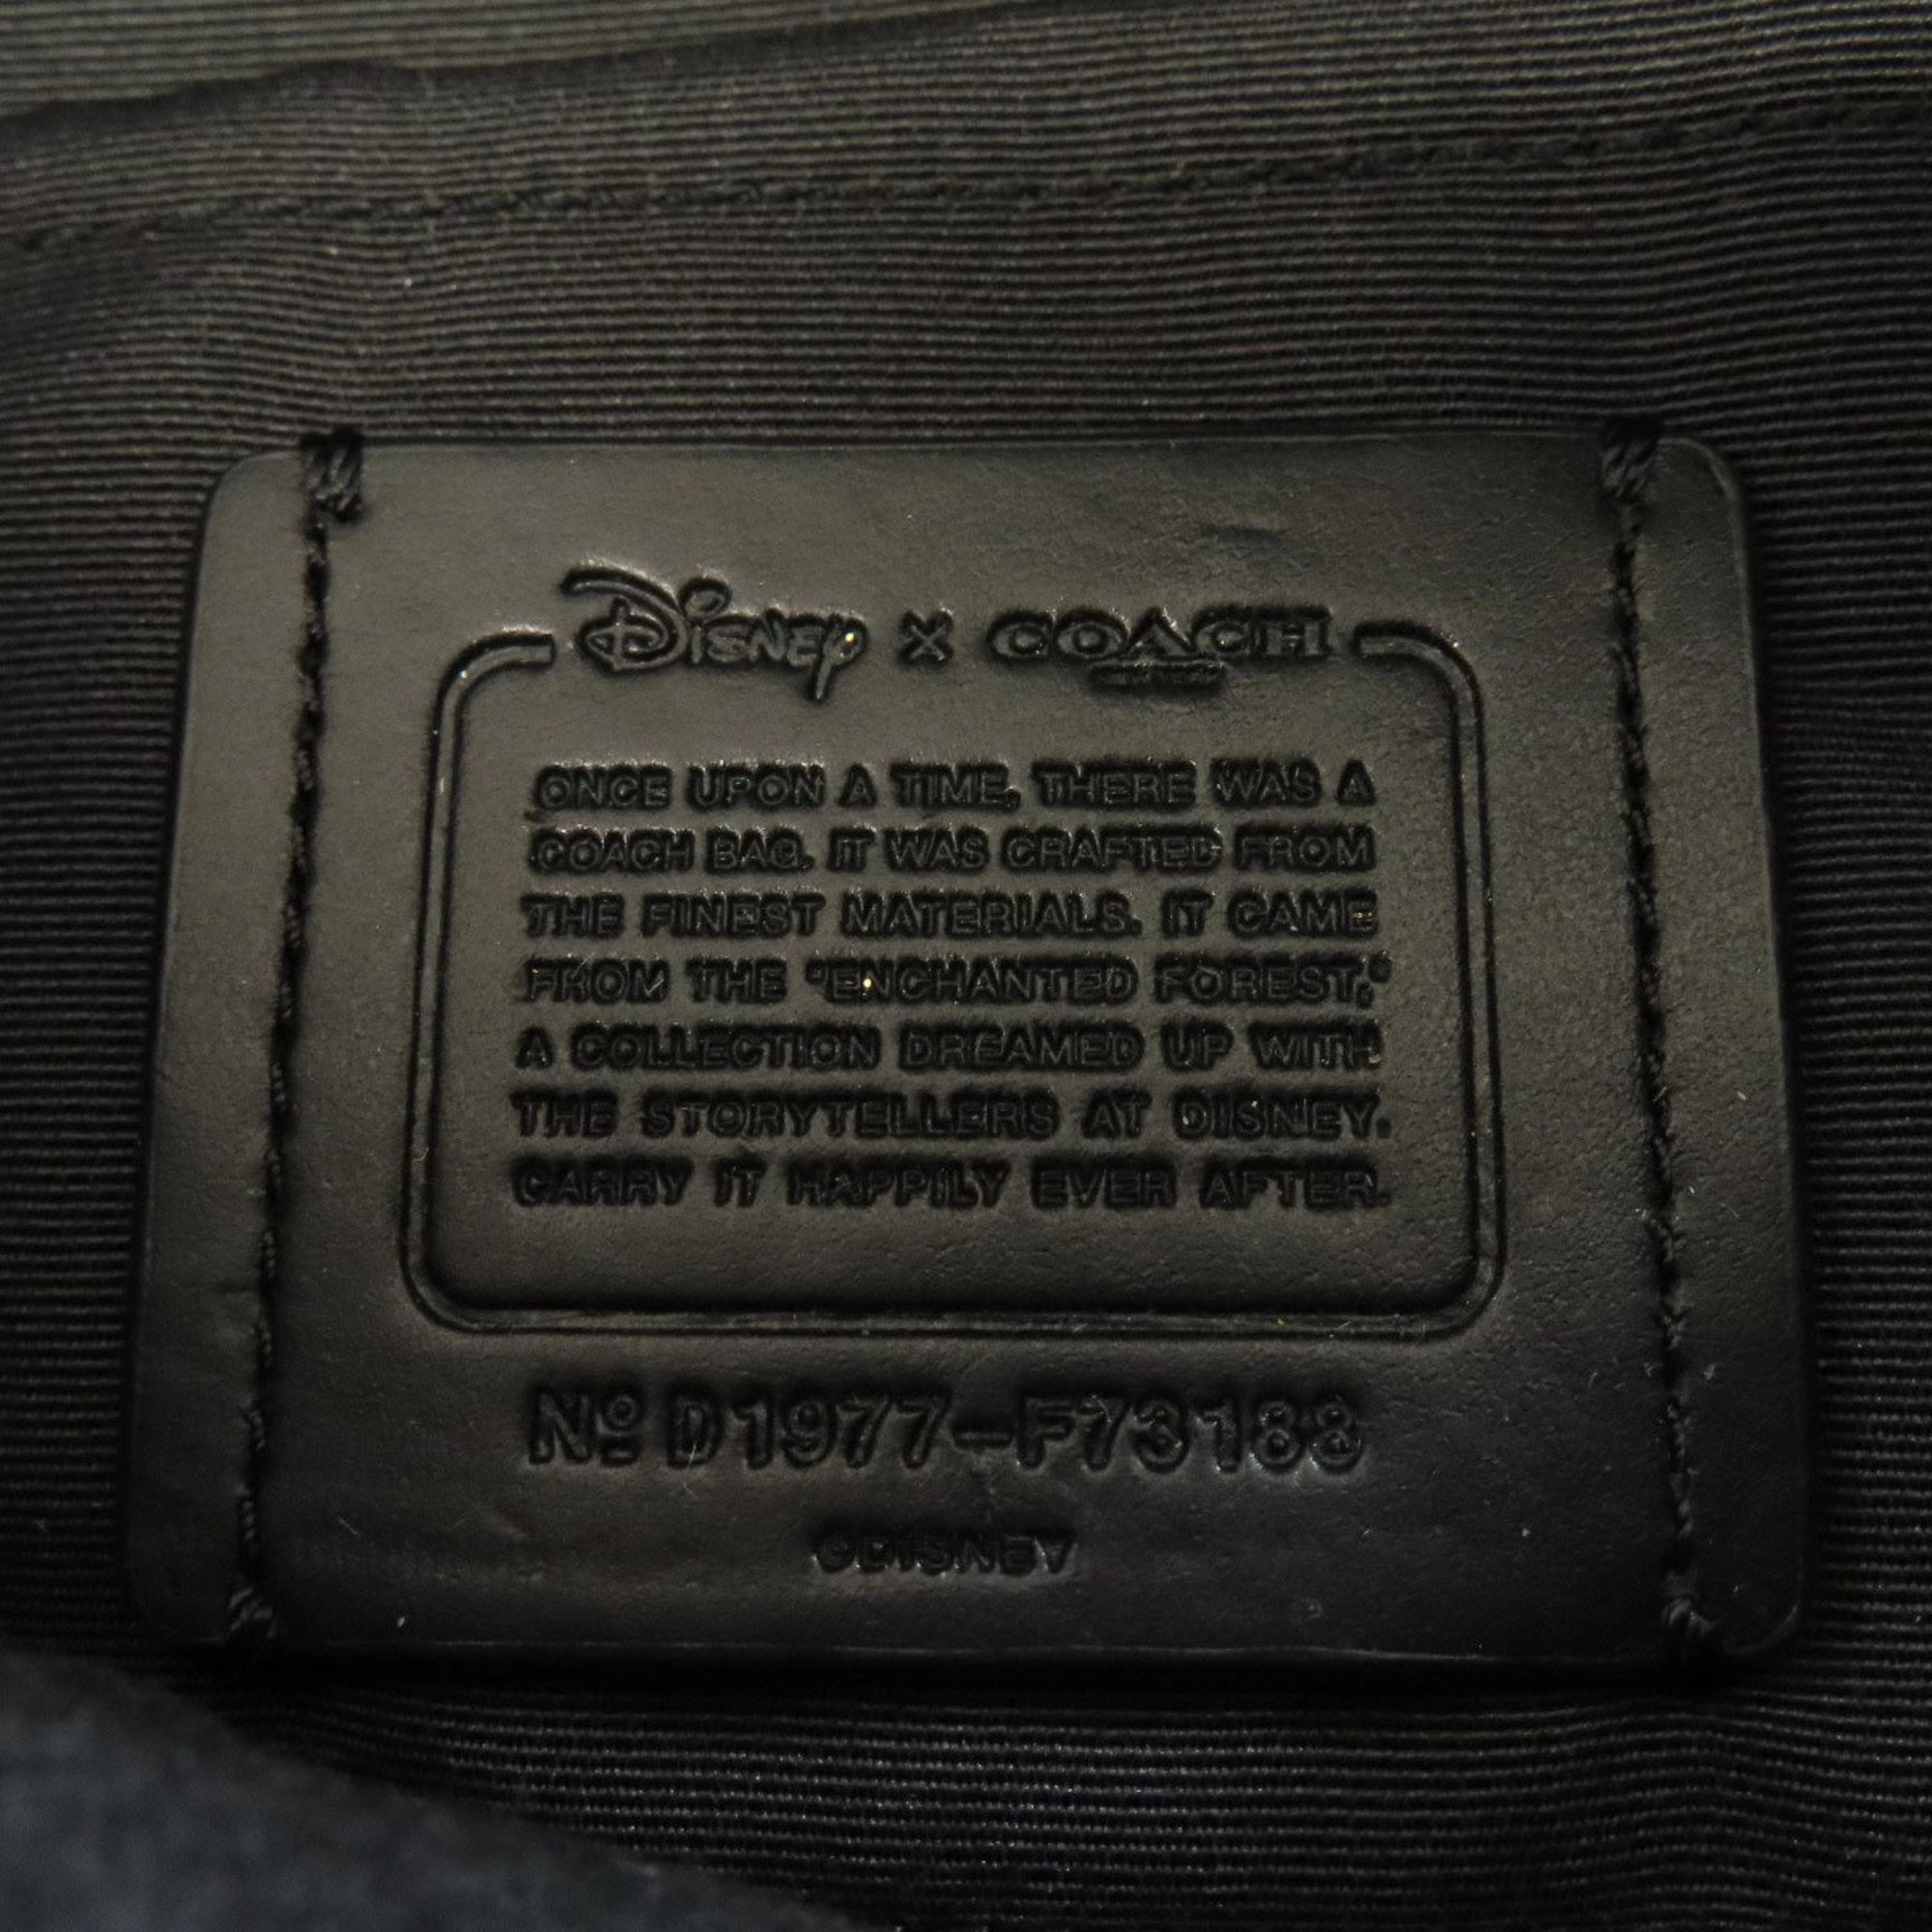 Disney × COACH
ONCE UPON A TIME, THERE WAS A
COACH BAG. IT WAS CRAFTED FROM
THE FINEST MATERIALS. IT CAME
FROM THE "ENCHANTED FOREST,"
A COLLECTION DREAMED UP WITH
THE STORYTELLERS AT DISNEY.
CARRY IT HAPPILY EVER AFTER.
Nº D1977-F73188
©DISNEY